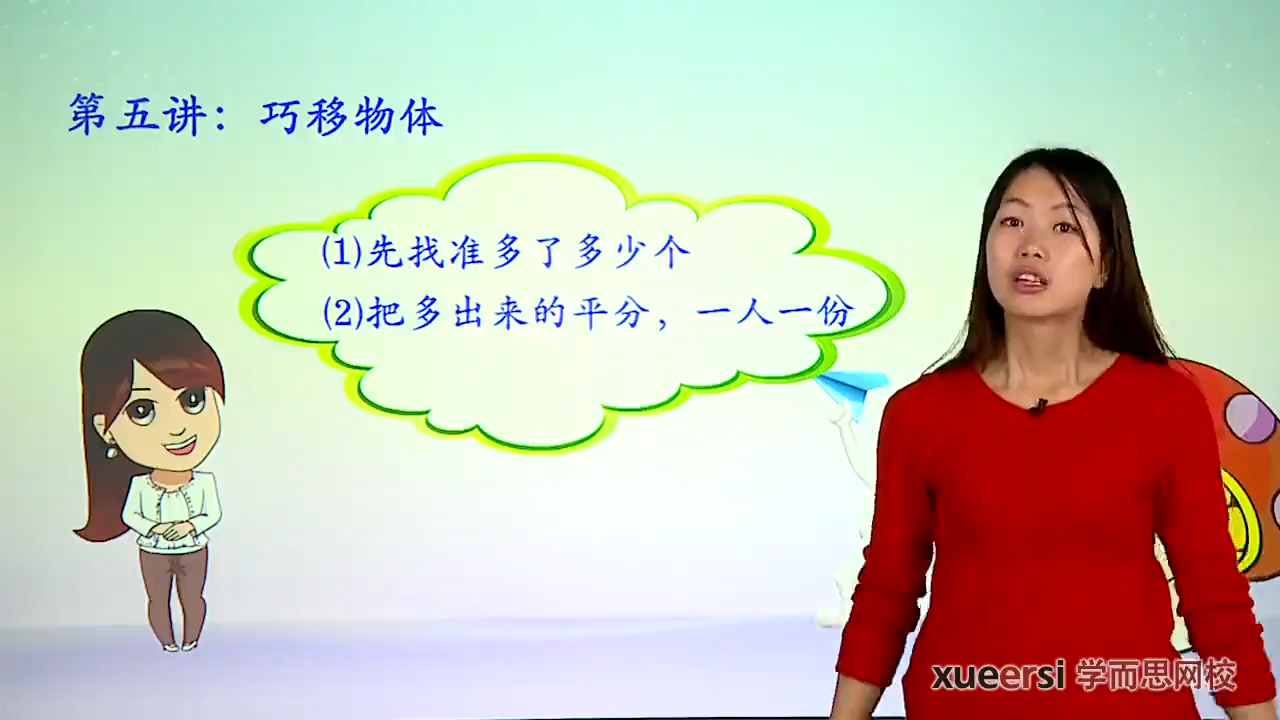 第五讲：巧移物体
(1)先找准多了多少个
(2)把多出来的平分，一人一份
xueersi 学而思网校